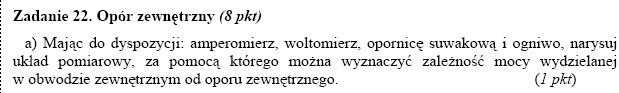 Zadanie 22. Opór zewnętrzny (8 pkt)
a) Mając do dyspozycji: amperomierz, woltomierz, opornicę suwakową i ogniwo, narysuj
układ pomiarowy, za pomocą którego można wyznaczyć zależność mocy wydzielanej
w obwodzie zewnętrznym od oporu zewnętrznego. (1 pkt)